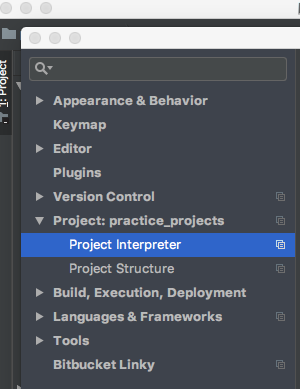 1: Project
Appearance & Behavior
Keymap
Editor
Plugins
Version Control
Project: practice_projects
Project Interpreter
Project Structure
Build, Execution, Deployment
Languages & Frameworks
Tools
Bitbucket Linky